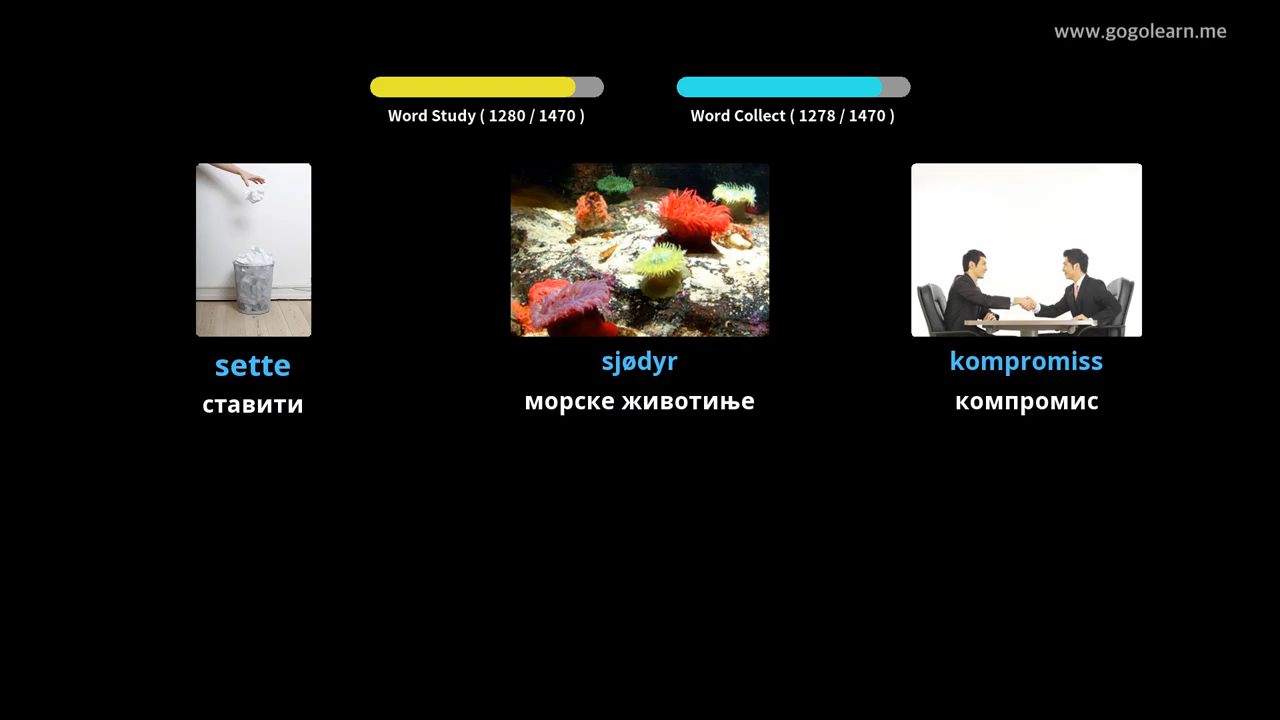 www.gogolearn.me
Word Study ( 1280 / 1470 )
Word Collect ( 1278 / 1470 )
sette
ставити
sjødyr
морске животиње
kompromiss
компромис